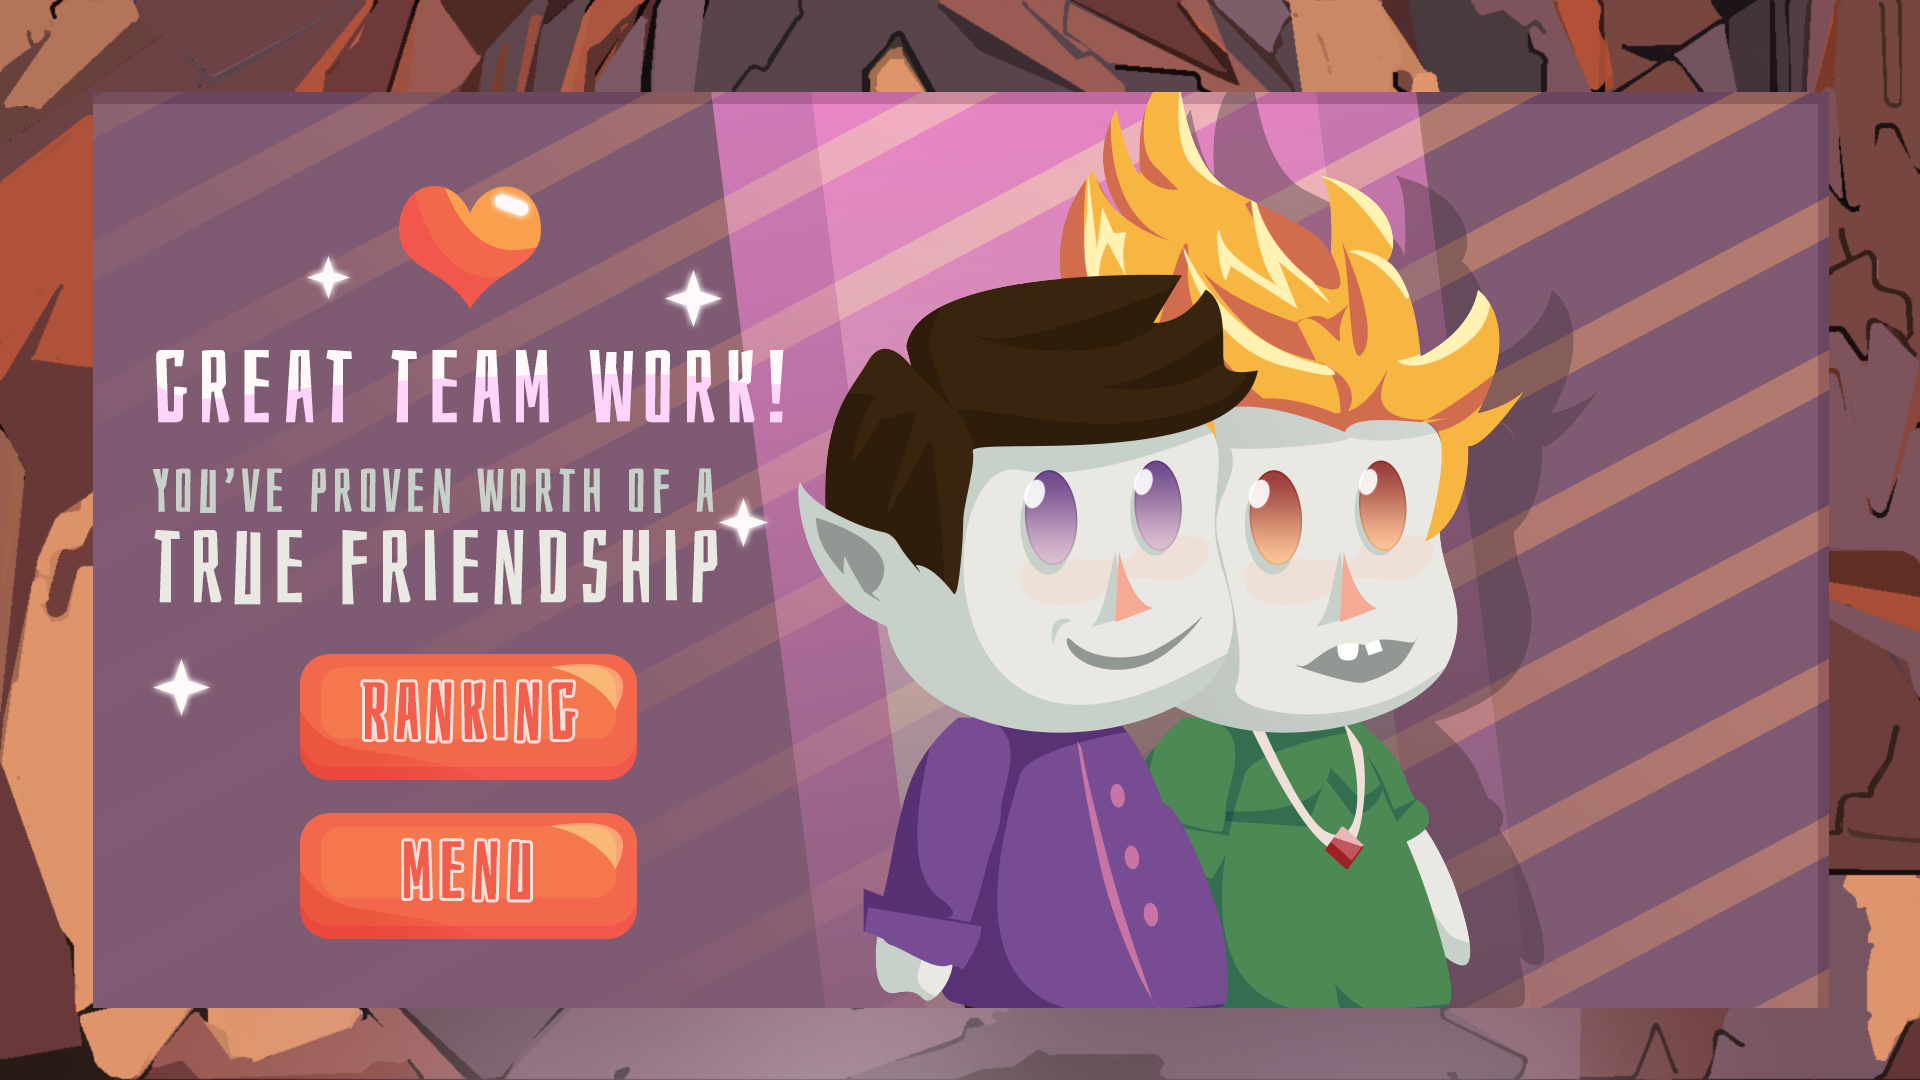 GREAT TEAM WORK!
YOU'VE PROVEN WORTH OF A
TRUE FRIENDSHIP
RANKING
MENU